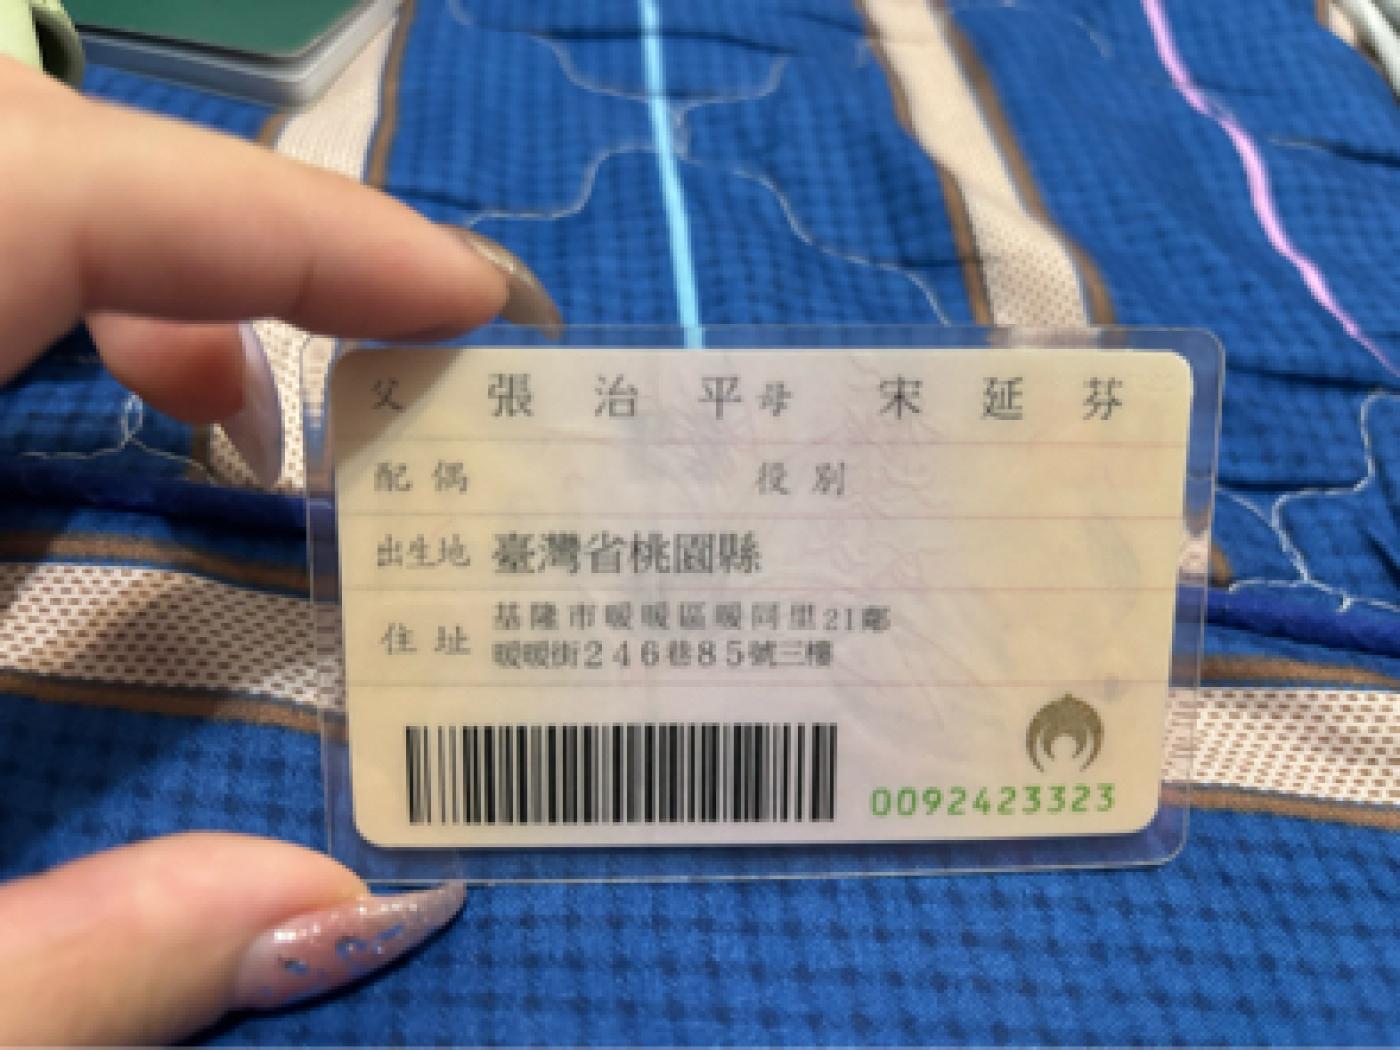 父 張治平 母 宋延芬
配偶 役別
出生地 臺灣省桃園縣
住址 基隆市暖暖區暖同里21鄰
暖暖街246巷85號三樓
0092423323